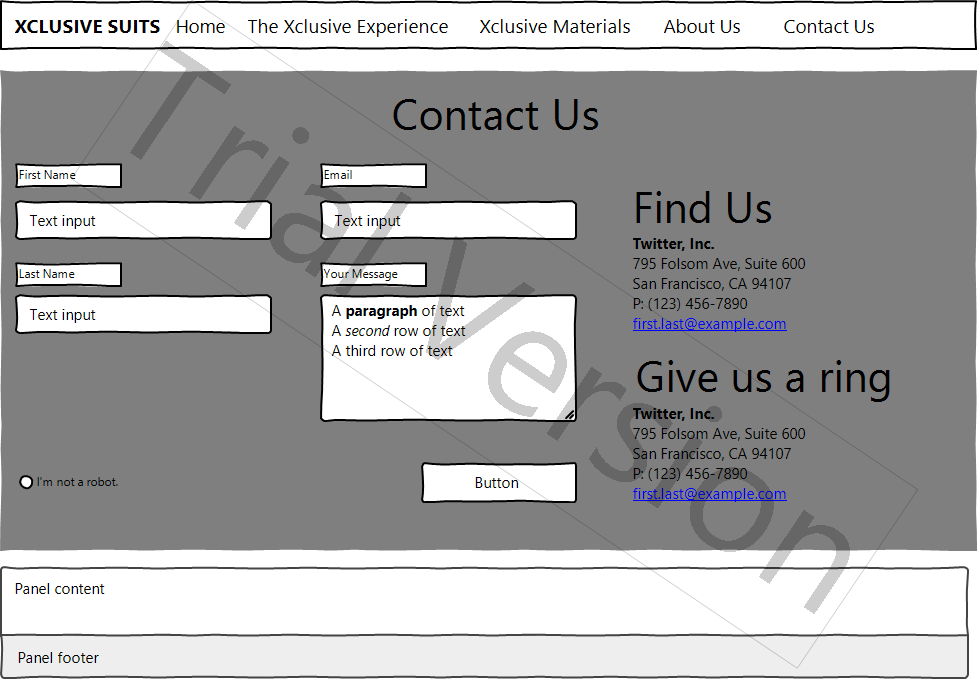 XCLUSIVE SUITS Home The Xclusive Experience Xclusive Materials About Us Contact Us
Contact Us
First Name
Text input
Last Name
Text input
Email
Text input
Your Message
A paragraph of text
A second row of text
A third row of text
I'm not a robot.
Button
Find Us
Twitter, Inc.
795 Folsom Ave, Suite 600
San Francisco, CA 94107
P: (123) 456-7890
first.last@example.com
Give us a ring
Twitter, Inc.
795 Folsom Ave, Suite 600
San Francisco, CA 94107
P: (123) 456-7890
first.last@example.com
Panel content
Panel footer
Trial Version